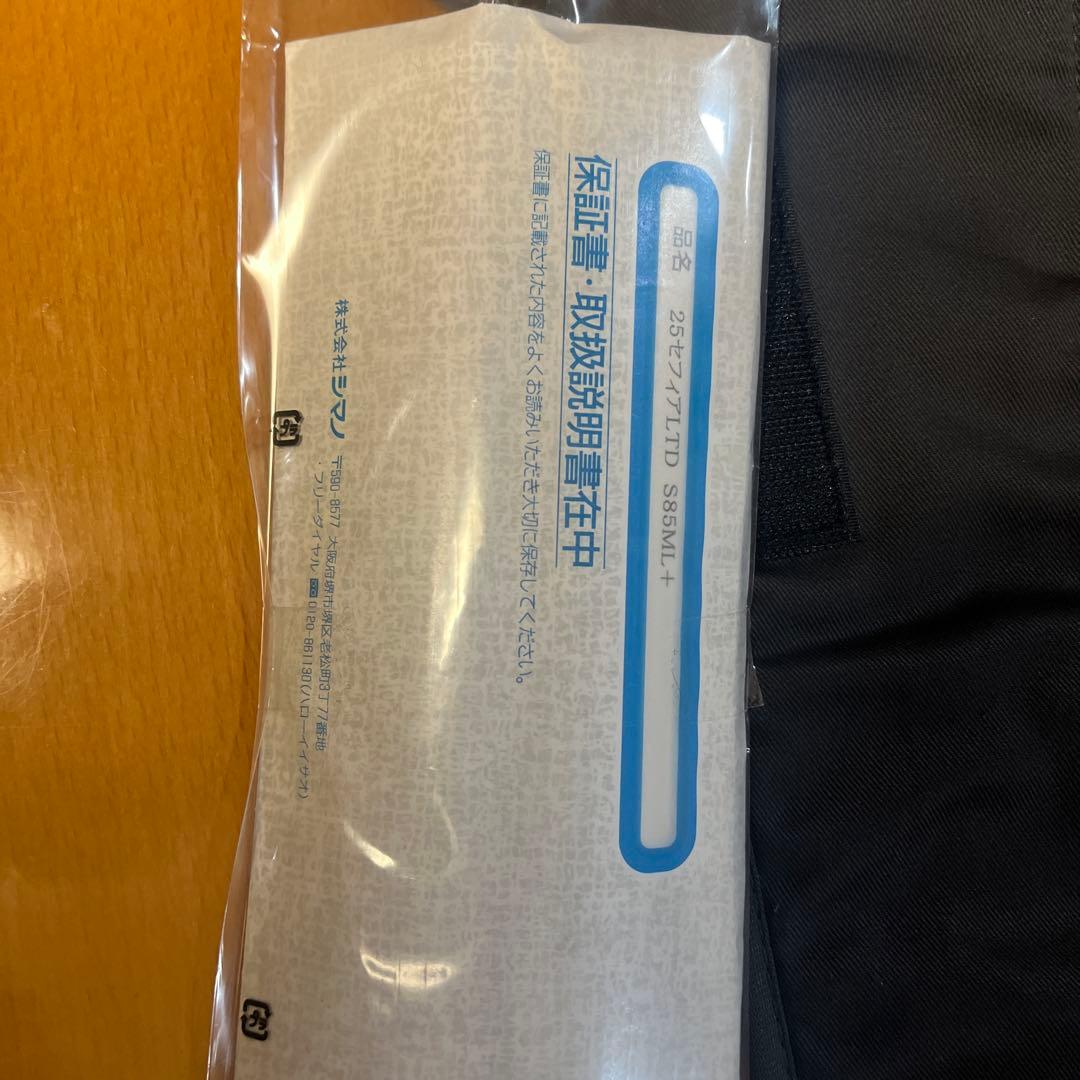 品名 25セフィアLTD S85ML+
保証書・取扱説明書在中
保証書に記載された内容をよくお読みいただき大切に保存してください。
株式会社シマノ 〒590-8577 大阪府堺市堺区老松町3丁77番地
・フリーダイヤル 0120-861130(ハローイイサオ)
プラ
プラ